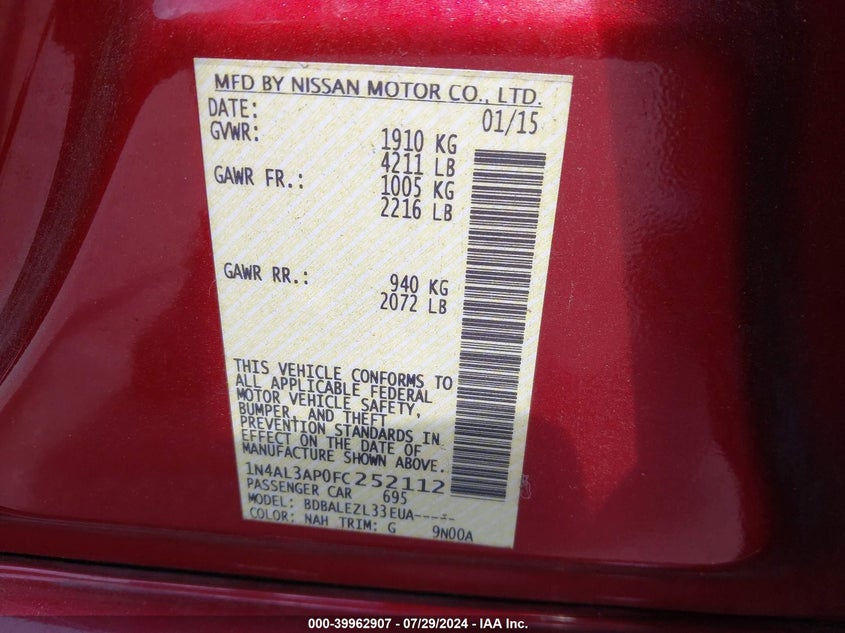 MFD BY NISSAN MOTOR CO., LTD.
DATE: 01/15
GVWR: 1910 KG
4211 LB
GAWR FR.: 1005 KG
2216 LB
GAWR RR.: 940 KG
2072 LB
THIS VEHICLE CONFORMS TO
ALL APPLICABLE FEDERAL
MOTOR VEHICLE SAFETY,
BUMPER, AND THEFT
PREVENTION STANDARDS IN
EFFECT ON THE DATE OF
MANUFACTURE SHOWN ABOVE.
1N4AL3AP0FC252112
PASSENGER CAR 695
MODEL: BDBALEZL33EUA-----
COLOR: NAH TRIM: G 9N00A
000-39962907 - 07/29/2024 - IAA Inc.